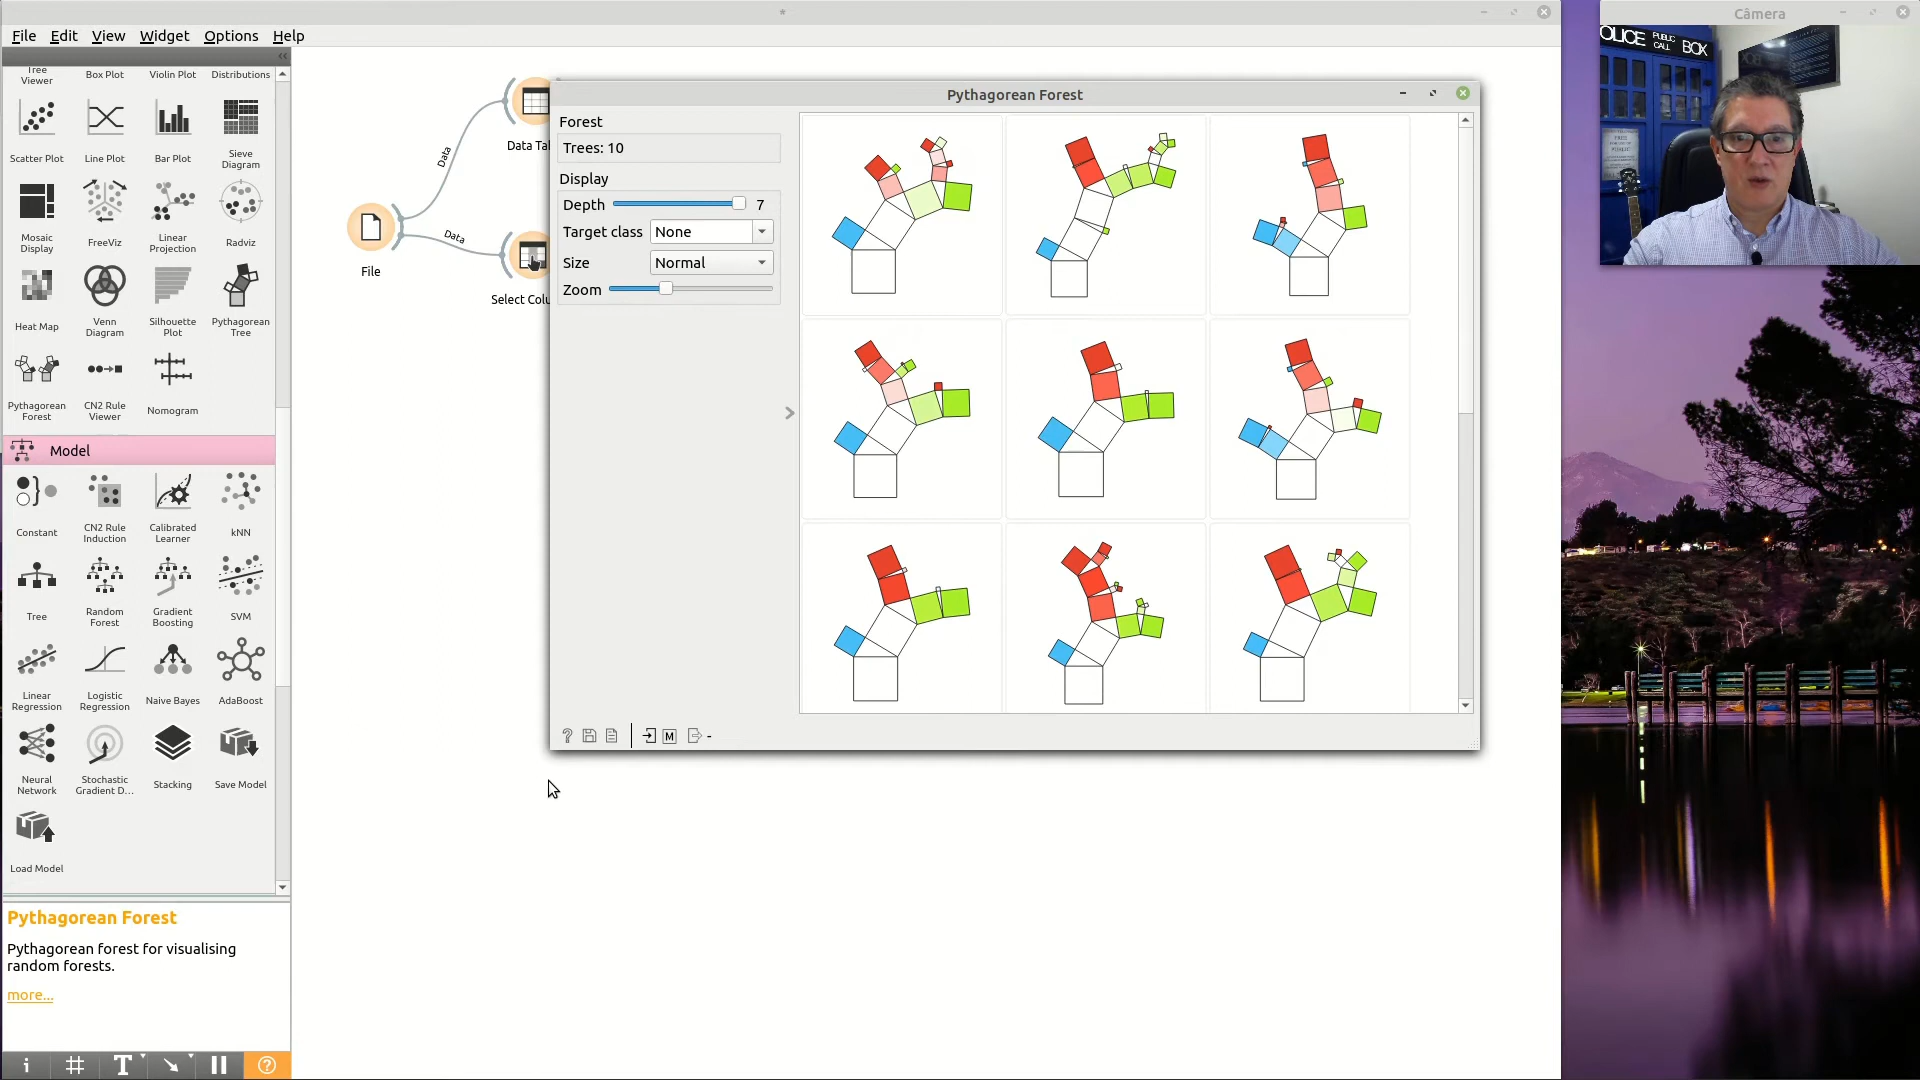 *
Câmera
File Edit View Widget Options Help
Tree Viewer
Box Plot
Violin Plot
Distributions
Scatter Plot
Line Plot
Bar Plot
Sieve Diagram
Mosaic Display
FreeViz
Linear Projection
Radviz
Heat Map
Venn Diagram
Silhouette Plot
Pythagorean Tree
Pythagorean Forest
CN2 Rule Viewer
Nomogram
Model
Constant
CN2 Rule Induction
Calibrated Learner
kNN
Tree
Random Forest
Gradient Boosting
SVM
Linear Regression
Logistic Regression
Naive Bayes
AdaBoost
Neural Network
Stochastic Gradient D...
Stacking
Save Model
Load Model
Pythagorean Forest
Pythagorean forest for visualising
random forests.
more...
File
Data
Data
Data Tab
Select Colu
Pythagorean Forest
Forest
Trees: 10
Display
Depth 7
Target class None
Size Normal
Zoom
M
-
OLICE PUBLIC CALL BOX